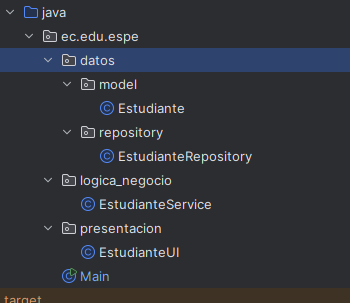 java
ec.edu.espe
datos
model
Estudiante
repository
EstudianteRepository
logica_negocio
EstudianteService
presentacion
EstudianteUI
Main
target